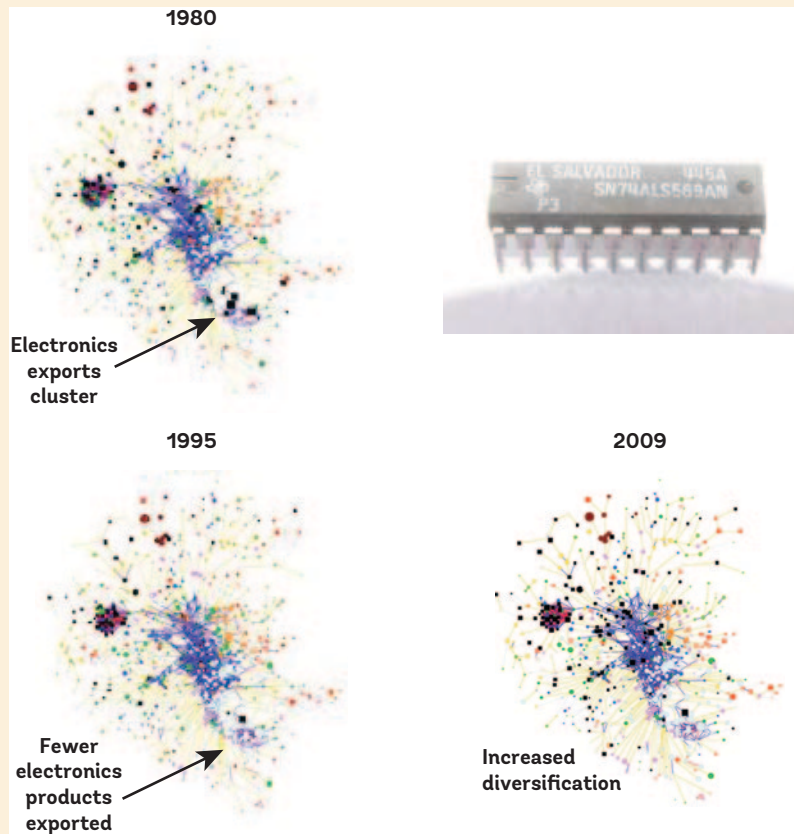 1980
EL SALVADOR 445A
SN74ALS569AN
P3
Electronics
exports
cluster
1995
2009
Fewer
electronics
products
exported
Increased
diversification